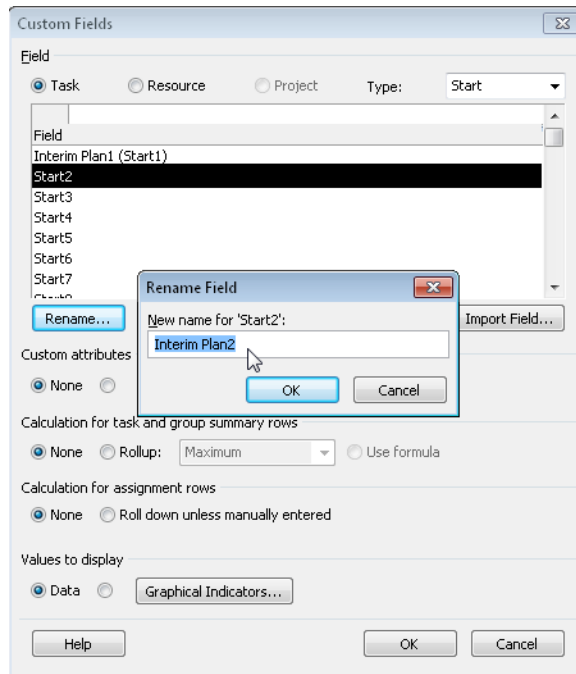 Custom Fields
Field
Task Resource Project Type: Start
Field
Interim Plan1 (Start1)
Start2
Start3
Start4
Start5
Start6
Start7
Rename Field
Rename... New name for 'Start2': Import Field...
Interim Plan2
Custom attributes
None
OK Cancel
Calculation for task and group summary rows
None Rollup: Maximum Use formula
Calculation for assignment rows
None Roll down unless manually entered
Values to display
Data Graphical Indicators...
Help OK Cancel